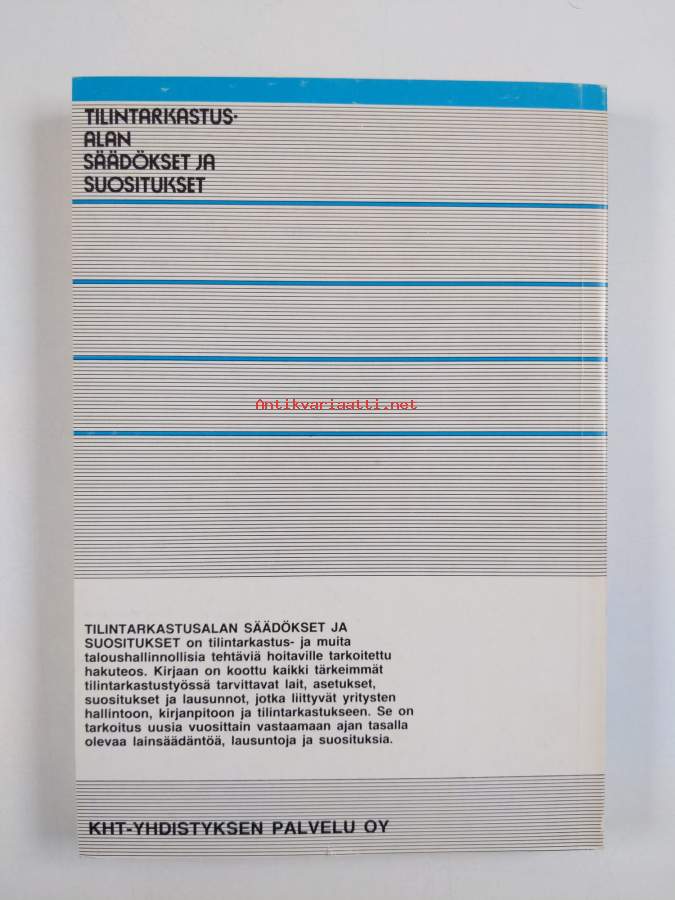 TILINTARKASTUS-
ALAN
SÄÄDÖKSET JA
SUOSITUKSET
Antikvariaatti.net
TILINTARKASTUSALAN SÄÄDÖKSET JA
SUOSITUKSET on tilintarkastus- ja muita
taloushallinnollisia tehtäviä hoitaville tarkoitettu
hakuteos. Kirjaan on koottu kaikki tärkeimmät
tilintarkastustyössä tarvittavat lait, asetukset,
suositukset ja lausunnot, jotka liittyvät yritysten
hallintoon, kirjanpitoon ja tilintarkastukseen. Se on
tarkoitus uusia vuosittain vastaamaan ajan tasalla
olevaa lainsäädäntöä, lausuntoja ja suosituksia.
KHT-YHDISTYKSEN PALVELU OY